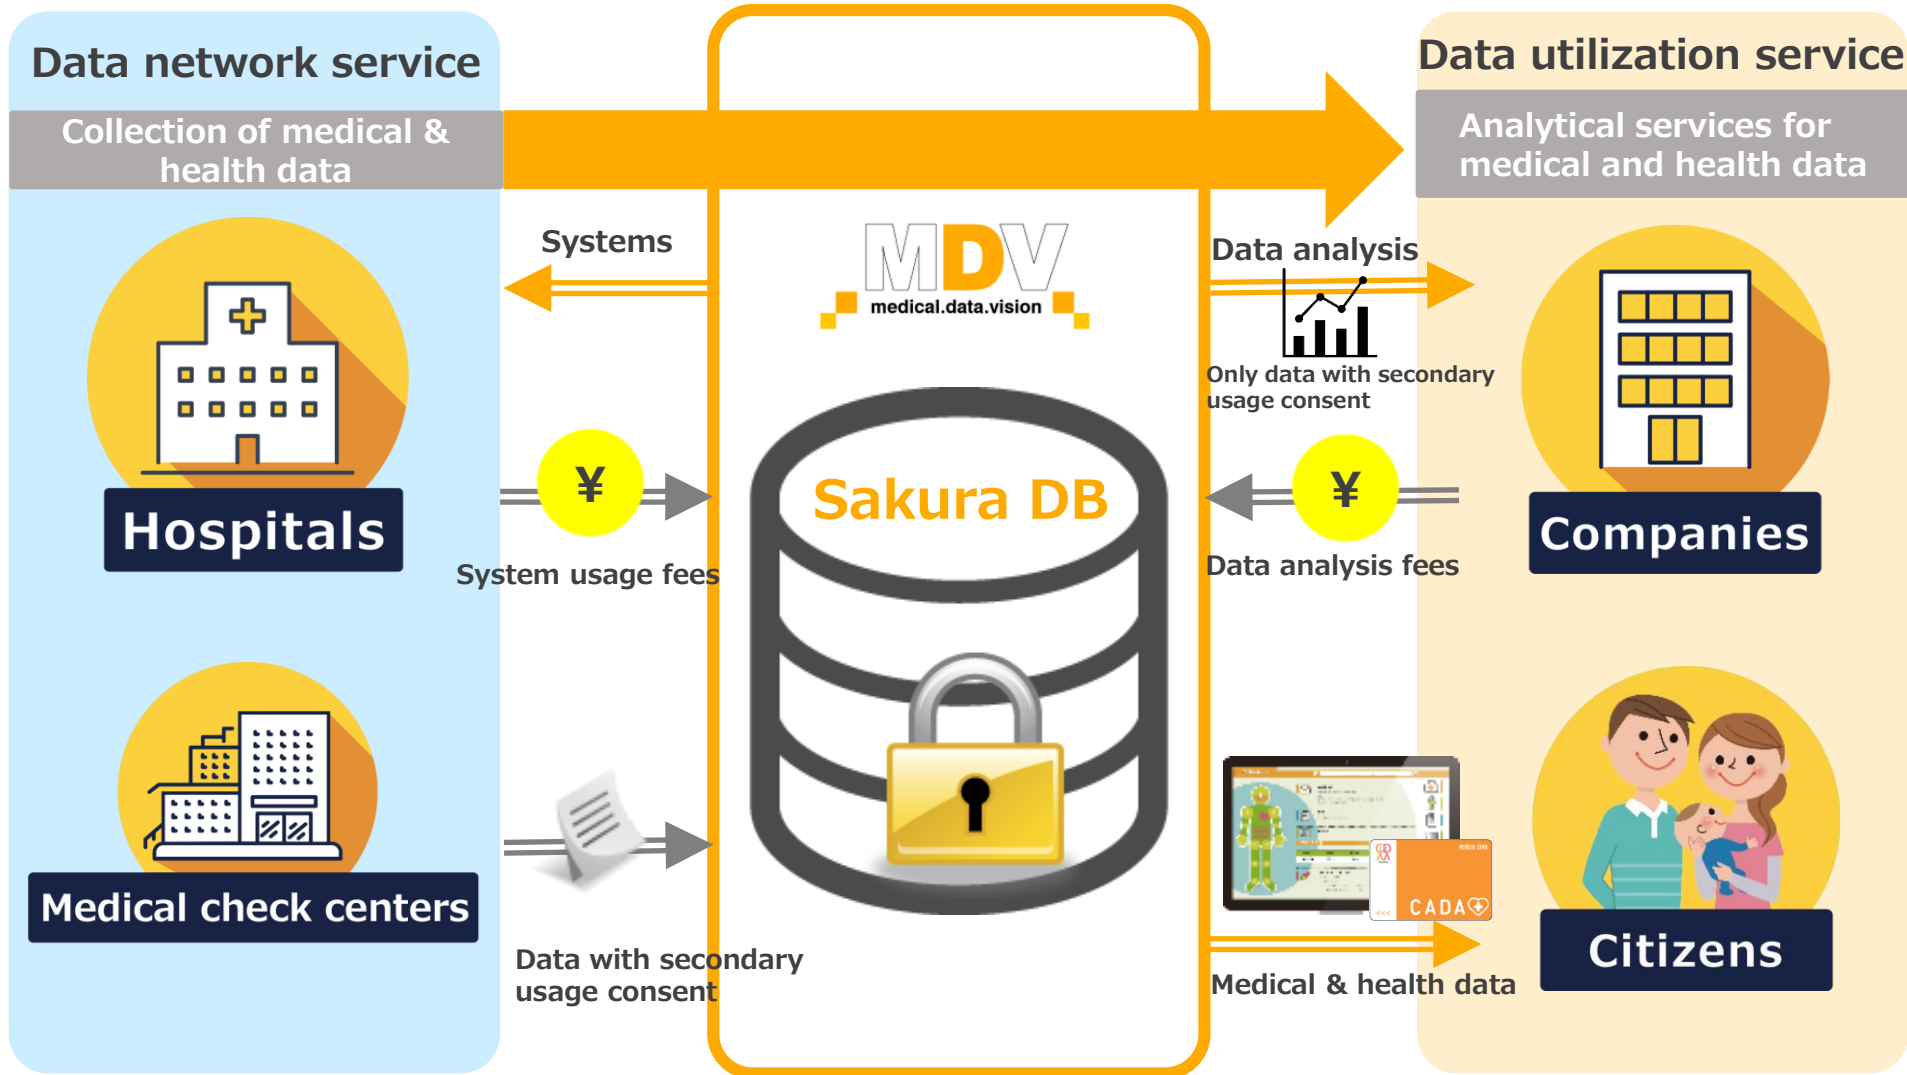 Data network service
Collection of medical &
health data
Hospitals
Medical check centers
Systems
¥
System usage fees
Data with secondary
usage consent
MDV
medical.data.vision
Sakura DB
Data analysis
Only data with secondary
usage consent
¥
Data analysis fees
CADA
Medical & health data
Data utilization service
Analytical services for
medical and health data
Companies
Citizens